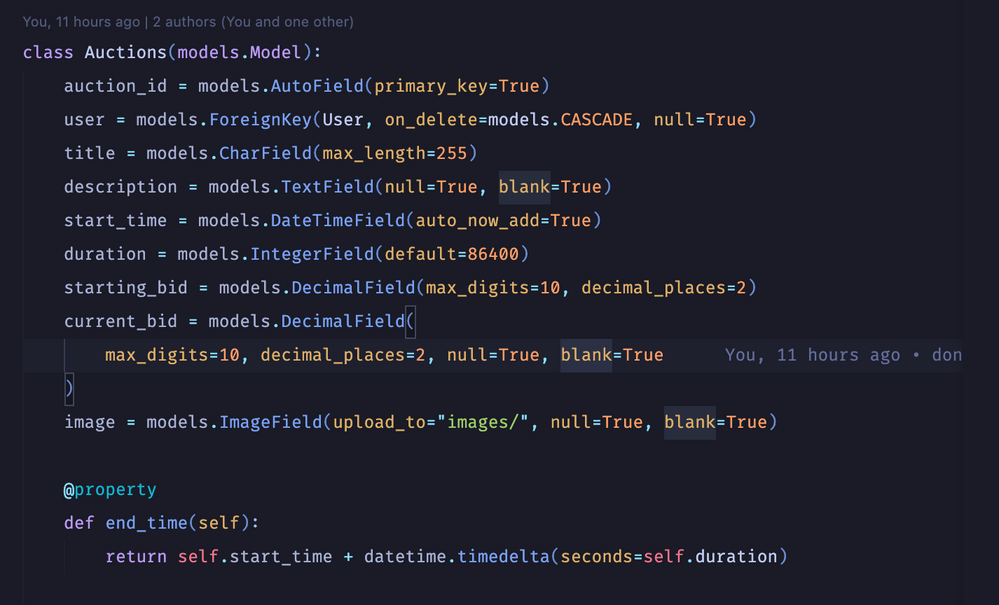 You, 11 hours ago | 2 authors (You and one other)
class Auctions(models.Model):
    auction_id = models.AutoField(primary_key=True)
    user = models.ForeignKey(User, on_delete=models.CASCADE, null=True)
    title = models.CharField(max_length=255)
    description = models.TextField(null=True, blank=True)
    start_time = models.DateTimeField(auto_now_add=True)
    duration = models.IntegerField(default=86400)
    starting_bid = models.DecimalField(max_digits=10, decimal_places=2)
    current_bid = models.DecimalField(
        max_digits=10, decimal_places=2, null=True, blank=True      You, 11 hours ago • don
    )
    image = models.ImageField(upload_to="images/", null=True, blank=True)

    @property
    def end_time(self):
        return self.start_time + datetime.timedelta(seconds=self.duration)